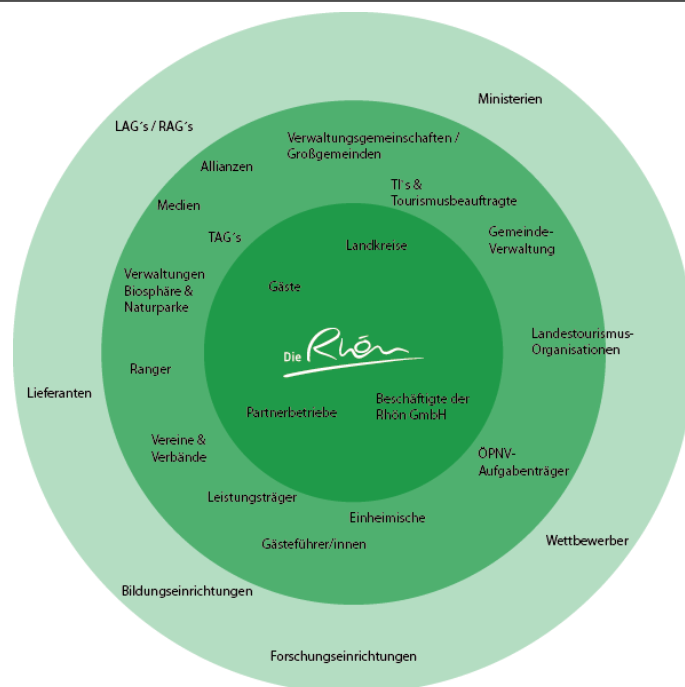 Ministerien
LAG´s / RAG´s
Verwaltungsgemeinschaften /
Großgemeinden
Allianzen
TI´s &
Tourismusbeauftragte
Medien
TAG´s
Gemeinde-
Verwaltung
Landkreise
Verwaltungen
Biosphäre &
Naturparke
Gäste
Landestourismus-
Organisationen
Die Rhön
Ranger
Lieferanten
Beschäftigte der
Rhön GmbH
Partnerbetriebe
Vereine &
Verbände
ÖPNV-
Aufgabenträger
Leistungsträger
Einheimische
Gästeführer/innen
Wettbewerber
Bildungseinrichtungen
Forschungseinrichtungen